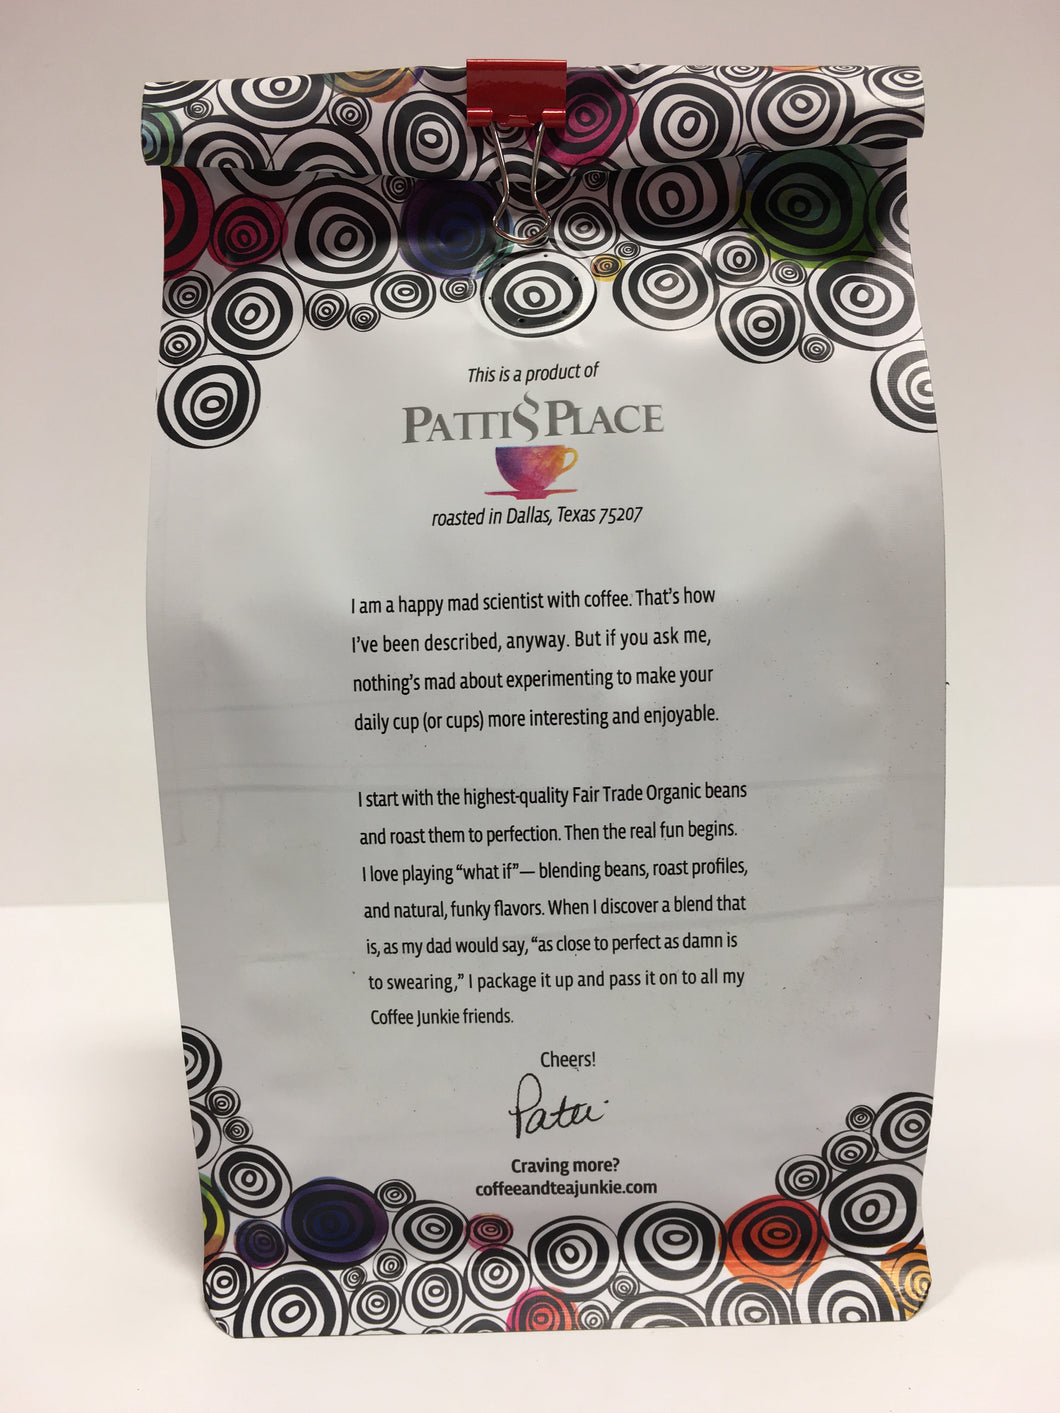 This is a product of
PATTI'S PLACE
roasted in Dallas, Texas 75207
I am a happy mad scientist with coffee. That's how
I've been described, anyway. But if you ask me,
nothing's mad about experimenting to make your
daily cup (or cups) more interesting and enjoyable.
I start with the highest-quality Fair Trade Organic beans
and roast them to perfection. Then the real fun begins.
I love playing “what if”— blending beans, roast profiles,
and natural, funky flavors. When I discover a blend that
is, as my dad would say, “as close to perfect as damn is
to swearing,” I package it up and pass it on to all my
Coffee Junkie friends.
Cheers!
Patti
Craving more?
coffeeandteajunkie.com